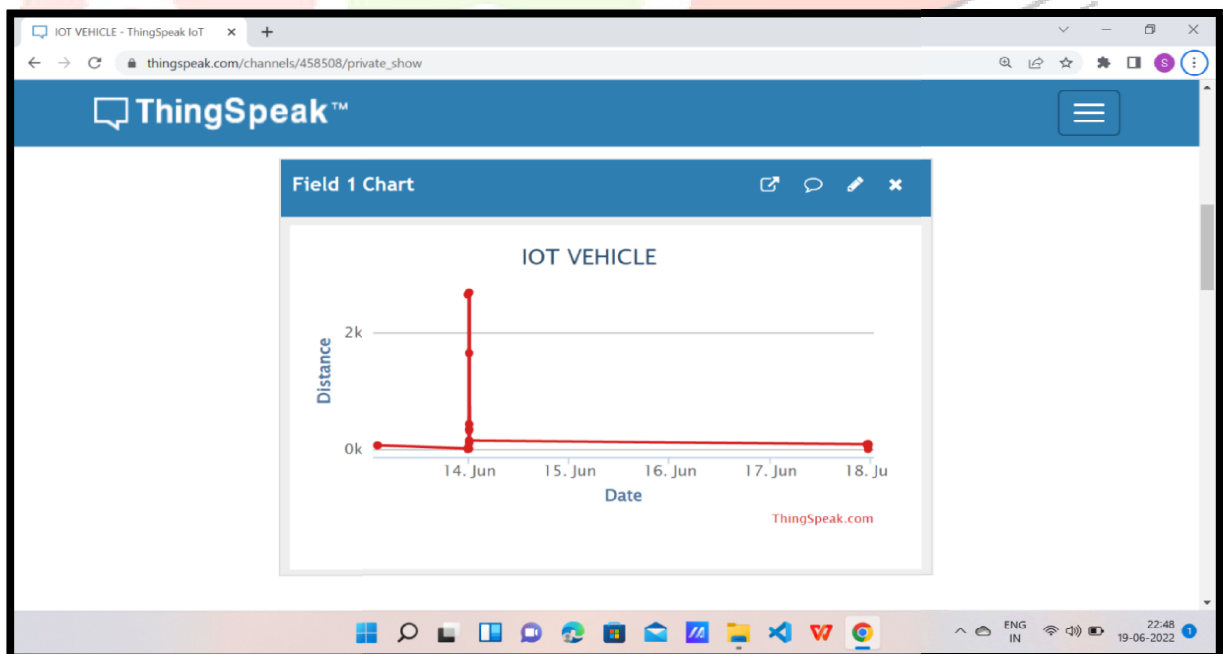 IOT VEHICLE - ThingSpeak IoT
thingspeak.com/channels/458508/private_show
S
ThingSpeak™
Field 1 Chart
IOT VEHICLE
2k
Distance
0k
14. Jun 15. Jun 16. Jun 17. Jun 18. Ju
Date
ThingSpeak.com
ENG
IN
22:48
19-06-2022
1